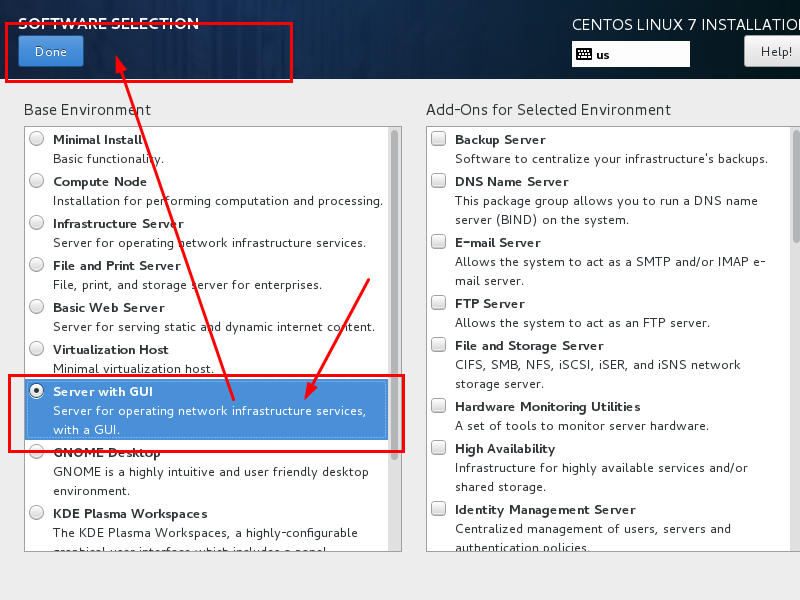 SOFTWARE SELECTION
CENTOS LINUX 7 INSTALLATIO
Done
us
Help!
Base Environment
Minimal Install
Basic functionality.
Compute Node
Installation for performing computation and processing.
Infrastructure Server
Server for operating network infrastructure services.
File and Print Server
File, print, and storage server for enterprises.
Basic Web Server
Server for serving static and dynamic internet content.
Virtualization Host
Minimal virtualization host.
Server with GUI
Server for operating network infrastructure services,
with a GUI.
GNOME Desktop
GNOME is a highly intuitive and user friendly desktop
environment.
KDE Plasma Workspaces
The KDE Plasma Workspaces, a highly-configurable
graphical user interface which includes a panel,
Add-Ons for Selected Environment
Backup Server
Software to centralize your infrastructure's backups.
DNS Name Server
This package group allows you to run a DNS name
server (BIND) on the system.
E-mail Server
Allows the system to act as a SMTP and/or IMAP e-
mail server.
FTP Server
Allows the system to act as an FTP server.
File and Storage Server
CIFS, SMB, NFS, iSCSI, iSER, and iSNS network
storage server.
Hardware Monitoring Utilities
A set of tools to monitor server hardware.
High Availability
Infrastructure for highly available services and/or
shared storage.
Identity Management Server
Centralized management of users, servers and
authentication policies.